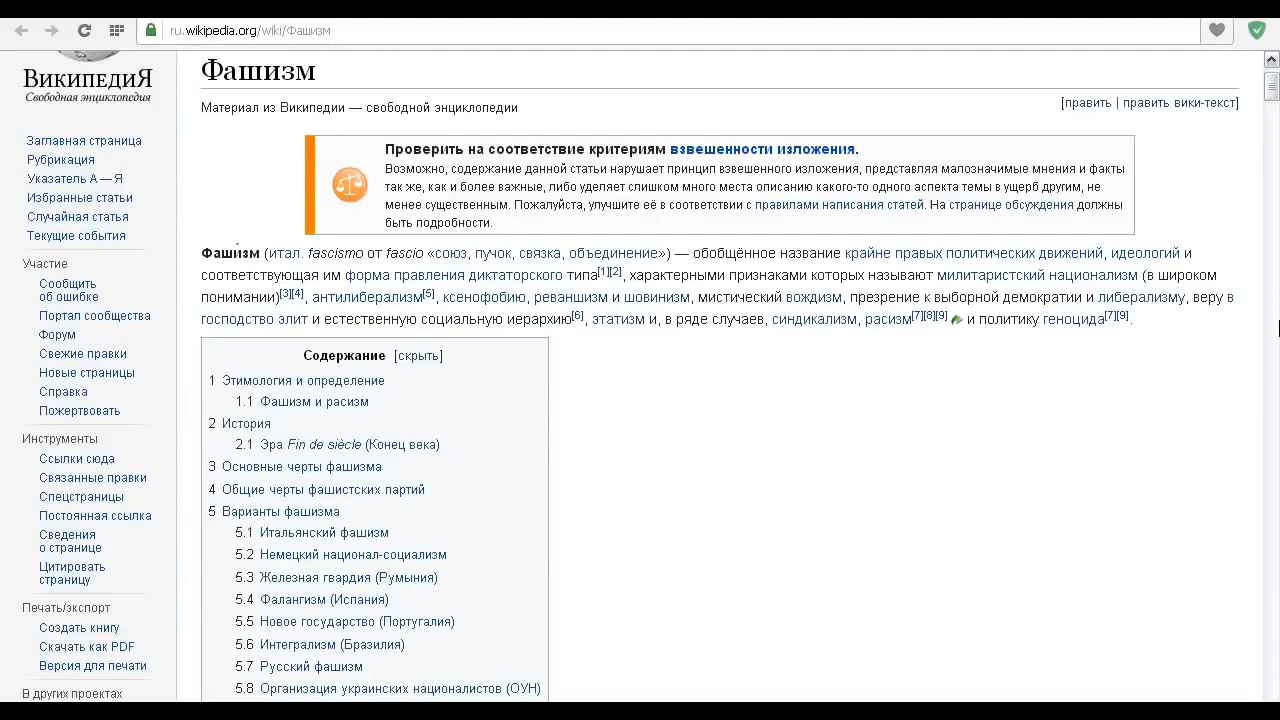 ru.wikipedia.org/wiki/Фашизм
ВикипедиЯ
Свободная энциклопедия
Заглавная страница
Рубрикация
Указатель А — Я
Избранные статьи
Случайная статья
Текущие события
Участие
Сообщить
об ошибке
Портал сообщества
Форум
Свежие правки
Новые страницы
Справка
Пожертвовать
Инструменты
Ссылки сюда
Связанные правки
Спецстраницы
Постоянная ссылка
Сведения
о странице
Цитировать
страницу
Печать/экспорт
Создать книгу
Скачать как PDF
Версия для печати
В других проектах
Фашизм
Материал из Википедии — свободной энциклопедии
[править | править вики-текст]
Проверить на соответствие критериям взвешенности изложения.
Возможно, содержание данной статьи нарушает принцип взвешенного изложения, представляя малозначимые мнения и факты
так же, как и более важные, либо уделяет слишком много места описанию какого-то одного аспекта темы в ущерб другим, не
менее существенным. Пожалуйста, улучшите её в соответствии с правилами написания статей. На странице обсуждения должны
быть подробности.
Фаши́зм (итал. fascismo от fascio «союз, пучок, связка, объединение») — обобщённое название крайне правых политических движений, идеологий и
соответствующая им форма правления диктаторского типа[1][2], характерными признаками которых называют милитаристский национализм (в широком
понимании)[3][4], антилиберализм[5], ксенофобию, реваншизм и шовинизм, мистический вождизм, презрение к выборной демократии и либерализму, веру в
господство элит и естественную социальную иерархию[6], этатизм и, в ряде случаев, синдикализм, расизм[7][8][9] и политику геноцида[7][9].
Содержание [скрыть]
1 Этимология и определение
1.1 Фашизм и расизм
2 История
2.1 Эра Fin de siècle (Конец века)
3 Основные черты фашизма
4 Общие черты фашистских партий
5 Варианты фашизма
5.1 Итальянский фашизм
5.2 Немецкий национал-социализм
5.3 Железная гвардия (Румыния)
5.4 Фалангизм (Испания)
5.5 Новое государство (Португалия)
5.6 Интегрализм (Бразилия)
5.7 Русский фашизм
5.8 Организация украинских националистов (ОУН)